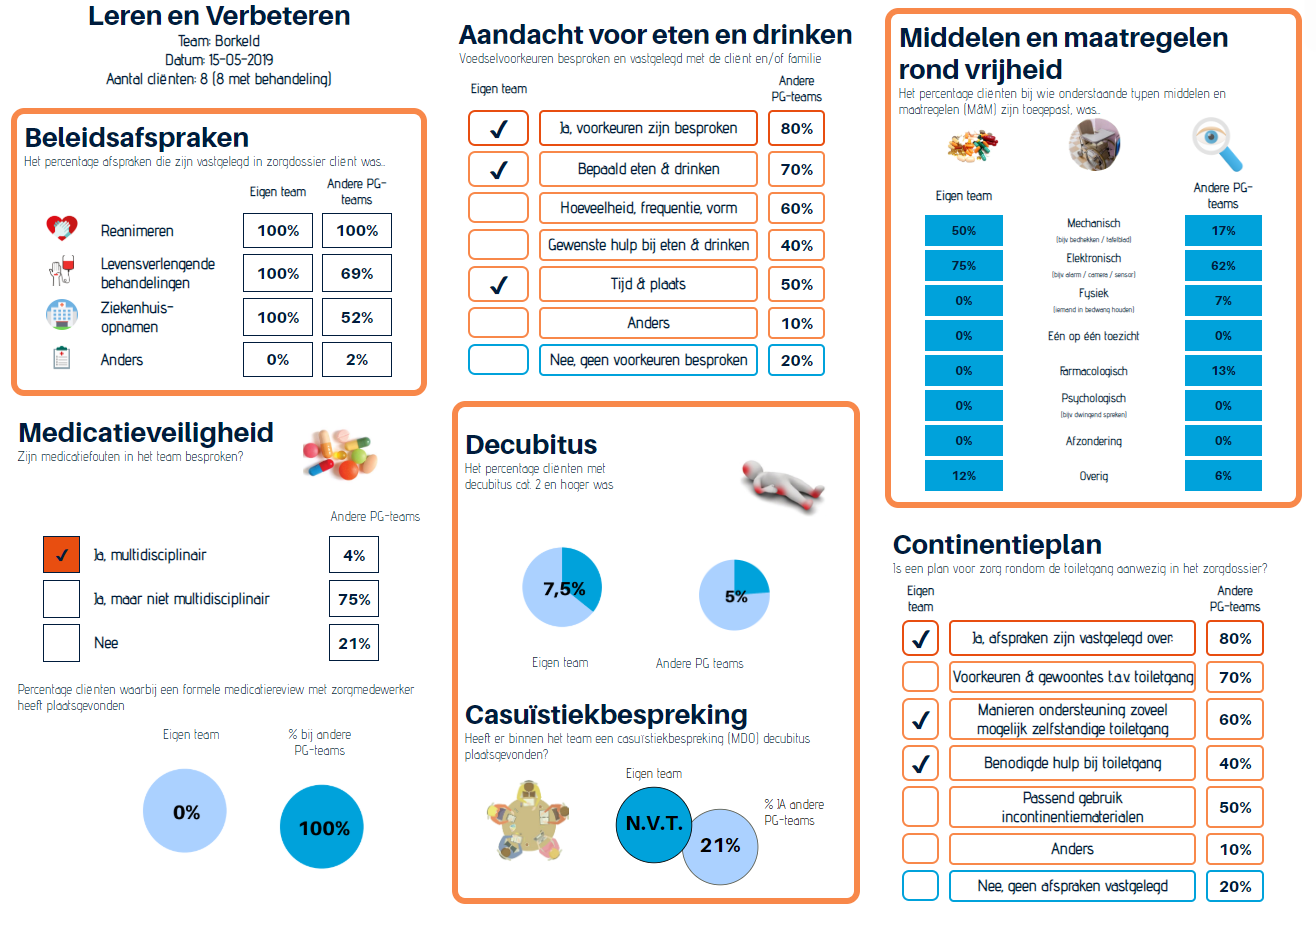 Leren en Verbeteren
Team: Borkeld
Datum: 15-05-2019
Aantal cliënten: 8 (8 met behandeling)
Beleidsafspraken
Het percentage afspraken die zijn vastgelegd in zorgdossier cliënt was..
Eigen team
Andere PG-
teams
Reanimeren
100%
100%
Levensverlengende
behandelingen
100%
69%
Ziekenhuis-
opnamen
100%
52%
Anders
0%
2%
Medicatieveiligheid
Zijn medicatiefouten in het team besproken?
Andere PG-teams
✓
Ja, multidisciplinair
4%
Ja, maar niet multidisciplinair
75%
Nee
21%
Percentage cliënten waarbij een formele medicatiereview met zorgmedewerker
heeft plaatsgevonden
Eigen team
% bij andere
PG-teams
0%
100%
Aandacht voor eten en drinken
Voedselvoorkeuren besproken en vastgelegd met de cliënt en/of familie
Eigen team
Andere
PG-teams
✓
Ja, voorkeuren zijn besproken
80%
✓
Bepaald eten & drinken
70%
Hoeveelheid, frequentie, vorm
60%
Gewenste hulp bij eten & drinken
40%
✓
Tijd & plaats
50%
Anders
10%
Nee, geen voorkeuren besproken
20%
Decubitus
Het percentage cliënten met
decubitus cat. 2 en hoger was
7,5%
5%
Eigen team
Andere PG teams
Casuïstiekbespreking
Heeft er binnen het team een casuïstiekbespreking (MDO) decubitus
plaatsgevonden?
Eigen team
N.V.T.
21%
% JA andere
PG-teams
Middelen en maatregelen
rond vrijheid
Het percentage cliënten bij wie onderstaande typen middelen en
maatregelen (M&M) zijn toegepast, was..
Eigen team
Andere PG-
teams
50%
Mechanisch
(bijv bedhekken / tafelblad)
17%
75%
Elektronisch
(bijv alarm / camera / sensor)
62%
0%
Fysiek
(iemand in bedwang houden)
7%
0%
Eén op één toezicht
0%
0%
Farmacologisch
13%
0%
Psychologisch
(bijv dwingend spreken)
0%
0%
Afzondering
0%
12%
Overig
6%
Continentieplan
Is een plan voor zorg rondom de toiletgang aanwezig in het zorgdossier?
Eigen
team
Andere
PG-teams
✓
Ja, afspraken zijn vastgelegd over:
80%
Voorkeuren & gewoontes t.a.v. toiletgang
70%
✓
Manieren ondersteuning zoveel
mogelijk zelfstandige toiletgang
60%
✓
Benodigde hulp bij toiletgang
40%
Passend gebruik
incontinentiematerialen
50%
Anders
10%
Nee, geen afspraken vastgelegd
20%